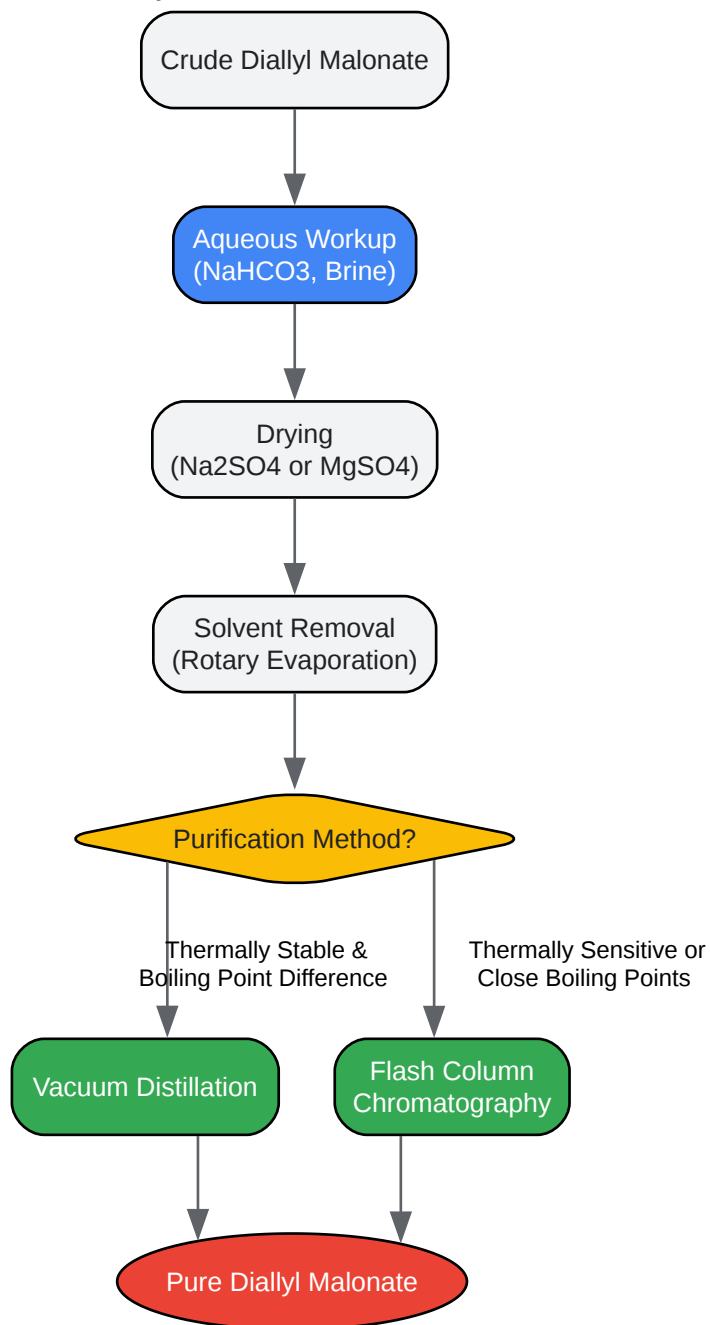 Crude Diallyl Malonate
Aqueous Workup
(NaHCO3, Brine)
Drying
(Na2SO4 or MgSO4)
Solvent Removal
(Rotary Evaporation)
Purification Method?
Thermally Stable &
Boiling Point Difference
Thermally Sensitive or
Close Boiling Points
Vacuum Distillation
Flash Column
Chromatography
Pure Diallyl Malonate